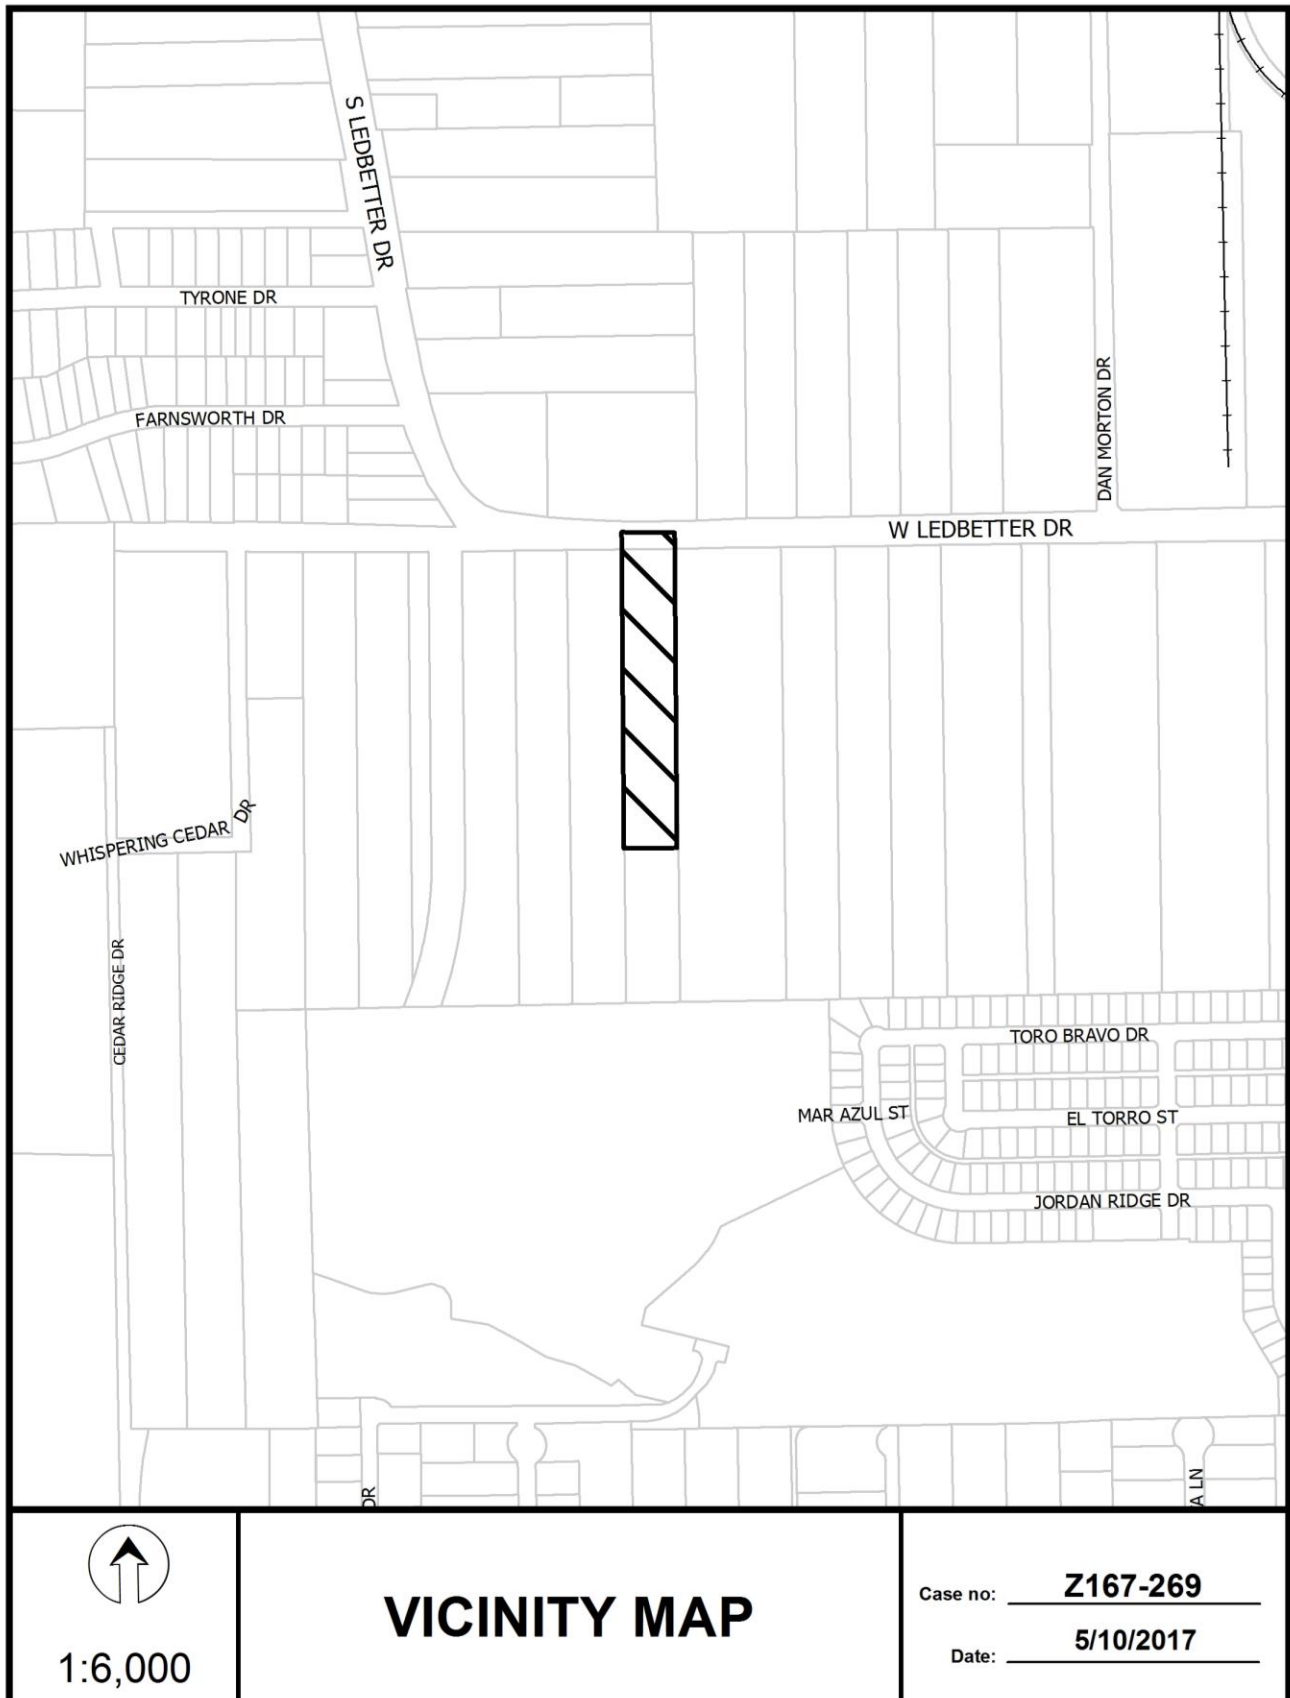 S LEDBETTER DR
TYRONE DR
FARNSWORTH DR
DAN MORTON DR
W LEDBETTER DR
WHISPERING CEDAR DR
CEDAR RIDGE DR
TORO BRAVO DR
MAR AZUL ST
EL TORRO ST
JORDAN RIDGE DR
DR
A LN
1:6,000
VICINITY MAP
Case no: Z167-269
Date: 5/10/2017